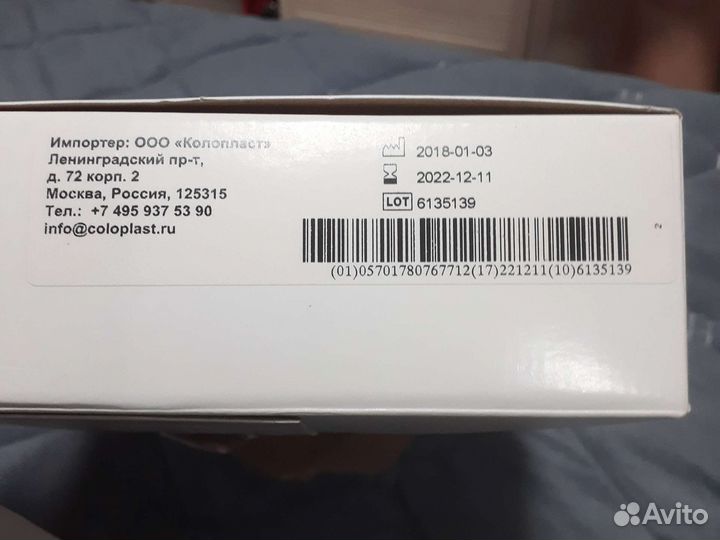 Импортер: ООО «Колопласт»
Ленинградский пр-т,
д. 72 корп. 2
Москва, Россия, 125315
Тел.: +7 495 937 53 90
info@coloplast.ru
2018-01-03
2022-12-11
LOT 6135139
(01)05701780767712(17)221211(10)6135139
2
Avito